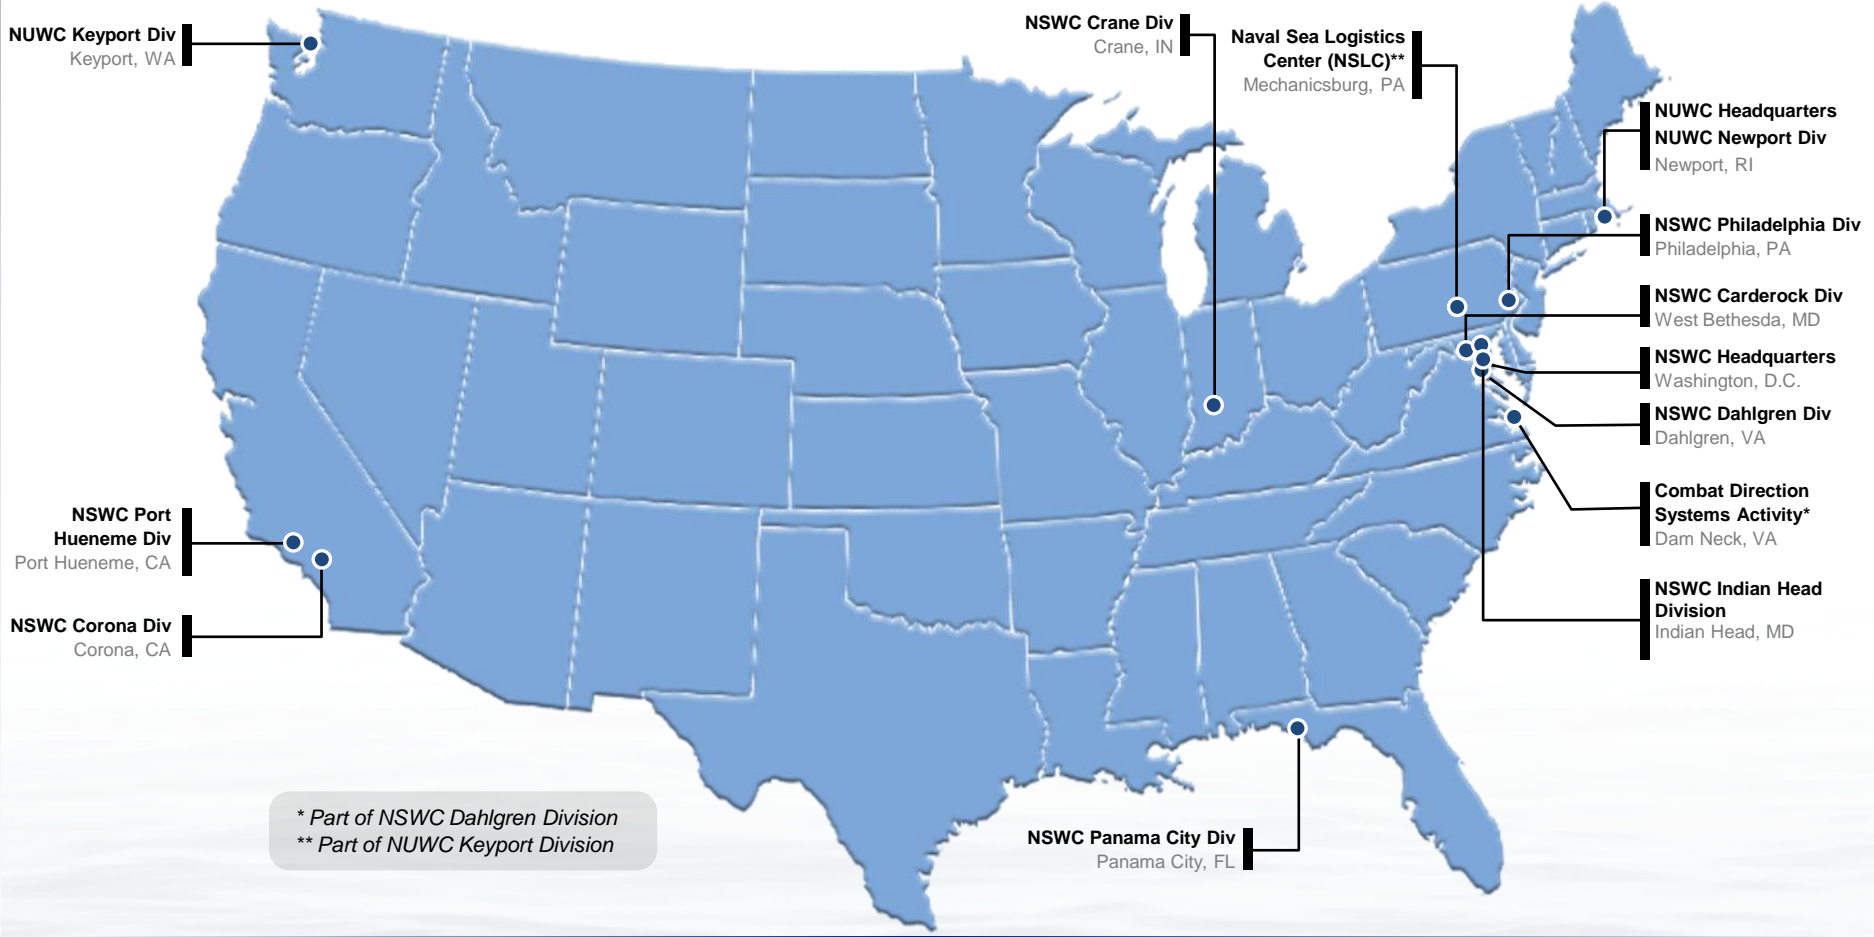 NUWC Keyport Div
Keyport, WA
NSWC Crane Div
Crane, IN
Naval Sea Logistics
Center (NSLC)**
Mechanicsburg, PA
NUWC Headquarters
NUWC Newport Div
Newport, RI
NSWC Philadelphia Div
Philadelphia, PA
NSWC Carderock Div
West Bethesda, MD
NSWC Headquarters
Washington, D.C.
NSWC Dahlgren Div
Dahlgren, VA
Combat Direction
Systems Activity*
Dam Neck, VA
NSWC Indian Head
Division
Indian Head, MD
NSWC Port
Hueneme Div
Port Hueneme, CA
NSWC Corona Div
Corona, CA
* Part of NSWC Dahlgren Division
** Part of NUWC Keyport Division
NSWC Panama City Div
Panama City, FL